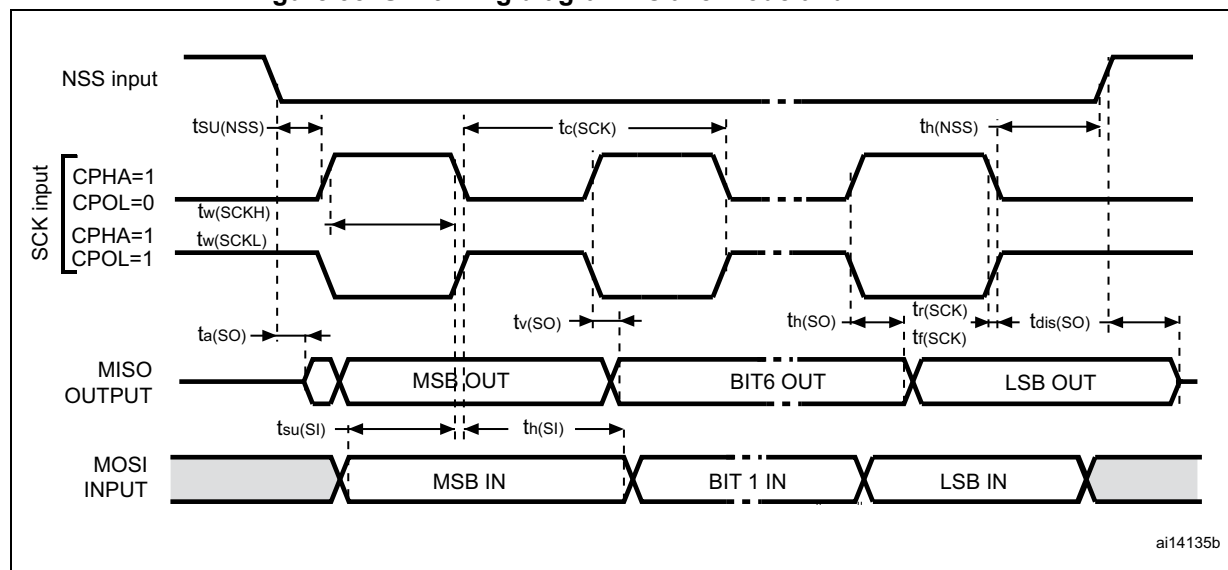 NSS input
tSU(NSS)
tc(SCK)
th(NSS)
SCK input
CPHA=1
CPOL=0
tw(SCKH)
CPHA=1
tw(SCKL)
CPOL=1
ta(SO)
tv(SO)
th(SO)
tr(SCK)
tf(SCK)
tdis(SO)
MISO
OUTPUT
MSB OUT
BIT6 OUT
LSB OUT
tsu(SI)
th(SI)
MOSI
INPUT
MSB IN
BIT 1 IN
LSB IN
ai14135b